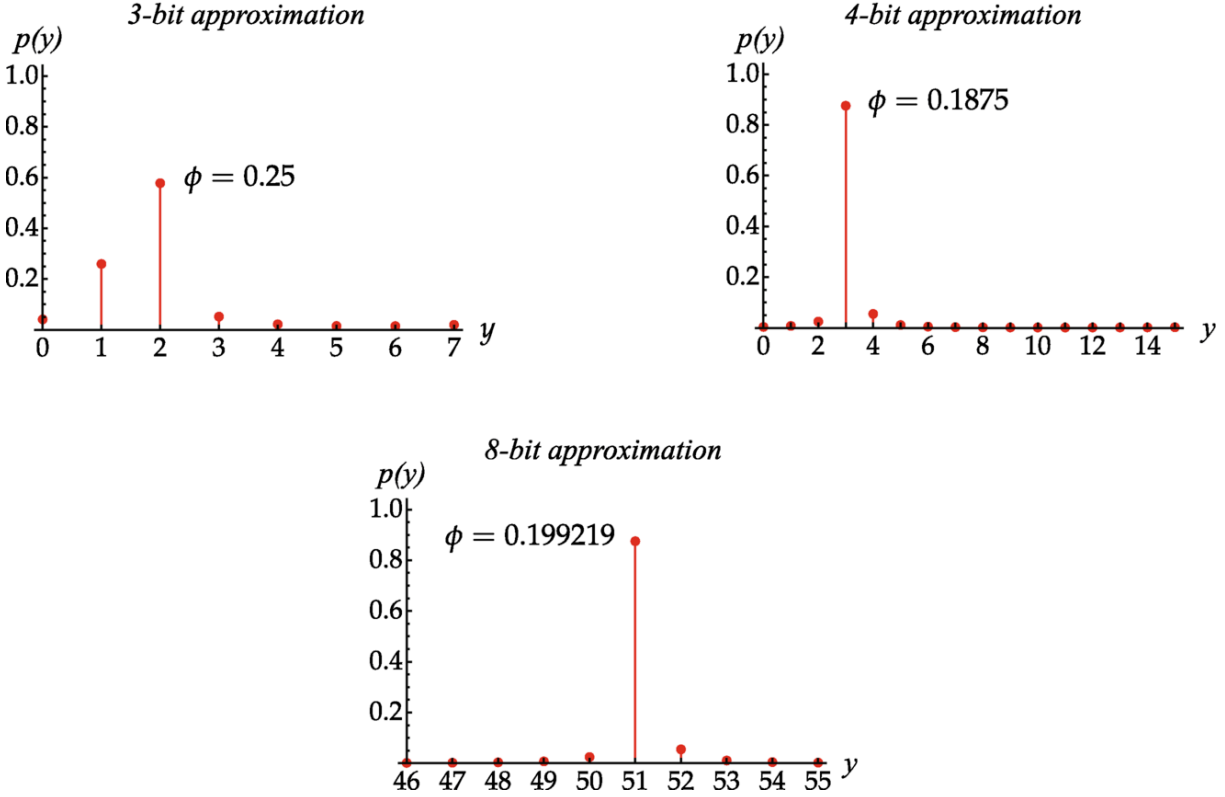 3-bit approximation
p(y)
1.0
0.8
0.6
0.4
0.2
ϕ = 0.25
0 1 2 3 4 5 6 7 y
4-bit approximation
p(y)
1.0
0.8
0.6
0.4
0.2
ϕ = 0.1875
0 2 4 6 8 10 12 14 y
8-bit approximation
p(y)
1.0
0.8
0.6
0.4
0.2
ϕ = 0.199219
46 47 48 49 50 51 52 53 54 55 y